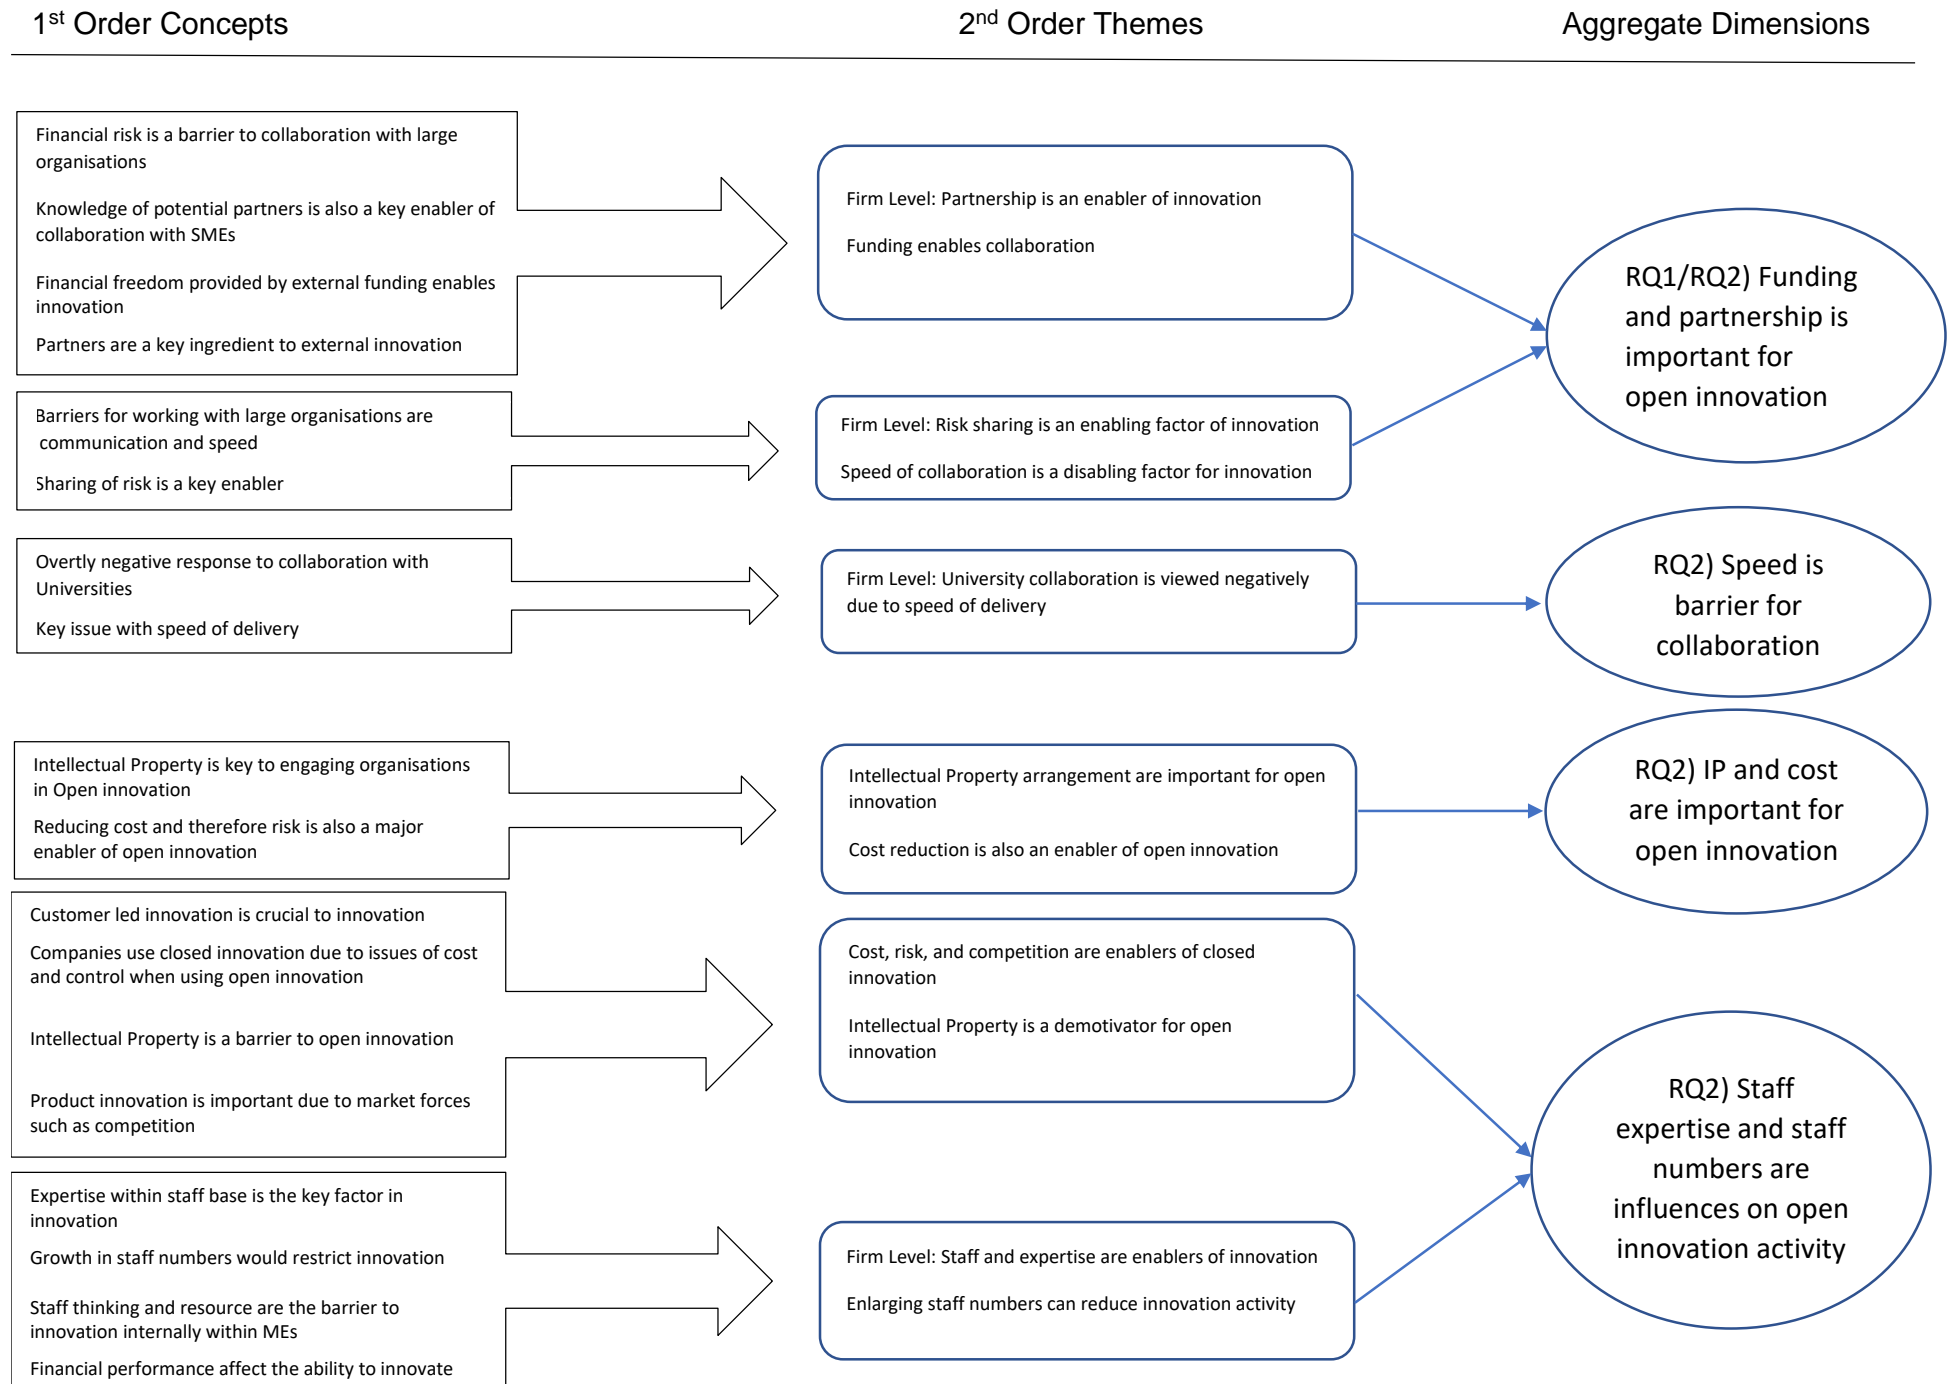 1st Order Concepts
2nd Order Themes
Aggregate Dimensions
Financial risk is a barrier to collaboration with large
organisations
Knowledge of potential partners is also a key enabler of
collaboration with SMEs
Financial freedom provided by external funding enables
innovation
Partners are a key ingredient to external innovation
Firm Level: Partnership is an enabler of innovation
Funding enables collaboration
RQ1/RQ2) Funding
and partnership is
important for
open innovation
Barriers for working with large organisations are
communication and speed
Sharing of risk is a key enabler
Firm Level: Risk sharing is an enabling factor of innovation
Speed of collaboration is a disabling factor for innovation
Overtly negative response to collaboration with
Universities
Key issue with speed of delivery
Firm Level: University collaboration is viewed negatively
due to speed of delivery
RQ2) Speed is
barrier for
collaboration
Intellectual Property is key to engaging organisations
in Open innovation
Reducing cost and therefore risk is also a major
enabler of open innovation
Intellectual Property arrangement are important for open
innovation
Cost reduction is also an enabler of open innovation
RQ2) IP and cost
are important for
open innovation
Customer led innovation is crucial to innovation
Companies use closed innovation due to issues of cost
and control when using open innovation
Intellectual Property is a barrier to open innovation
Product innovation is important due to market forces
such as competition
Cost, risk, and competition are enablers of closed
innovation
Intellectual Property is a demotivator for open
innovation
RQ2) Staff
expertise and staff
numbers are
influences on open
innovation activity
Expertise within staff base is the key factor in
innovation
Growth in staff numbers would restrict innovation
Staff thinking and resource are the barrier to
innovation internally within MEs
Financial performance affect the ability to innovate
Firm Level: Staff and expertise are enablers of innovation
Enlarging staff numbers can reduce innovation activity